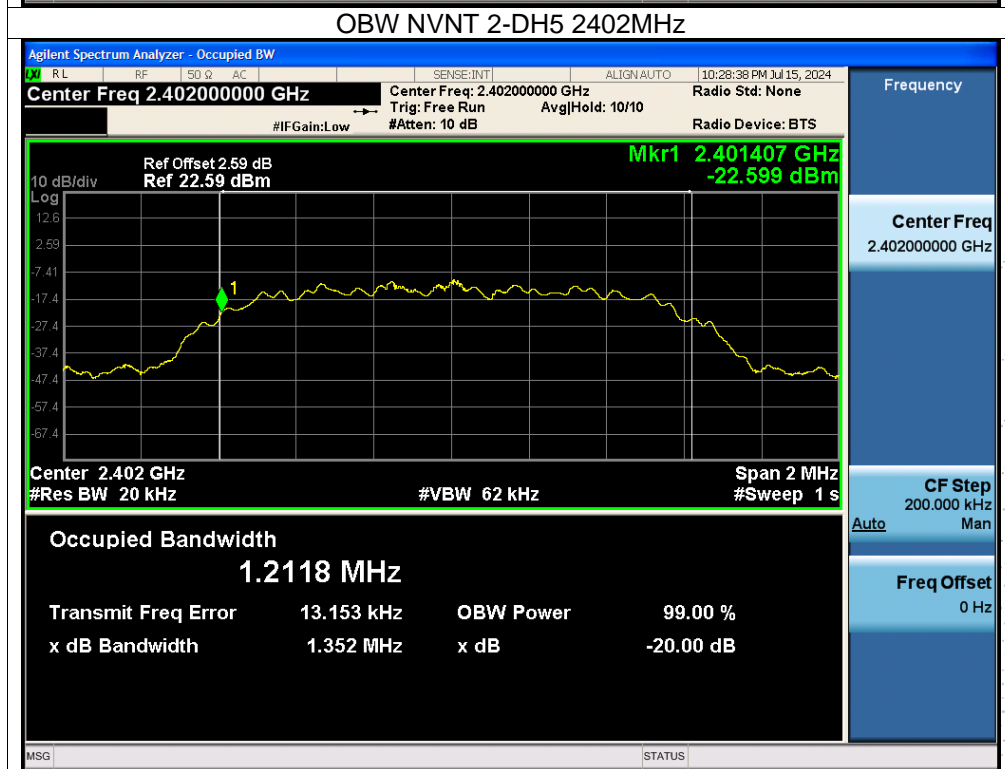 OBW NVNT 2-DH5 2402MHz
Agilent Spectrum Analyzer - Occupied BW
LXI RL RF 50 Ω AC SENSE:INT ALIGN AUTO 10:28:38 PM Jul 15, 2024
Center Freq 2.402000000 GHz
Center Freq: 2.402000000 GHz Radio Std: None
Trig: Free Run Avg|Hold: 10/10
#IFGain:Low #Atten: 10 dB Radio Device: BTS
Frequency
Mkr1 2.401407 GHz
-22.599 dBm
Ref Offset 2.59 dB
10 dB/div Ref 22.59 dBm
Log
12.6
2.59
-7.41
-17.4
-27.4
-37.4
-47.4
-57.4
-67.4
1
Center 2.402 GHz Span 2 MHz
#Res BW 20 kHz #VBW 62 kHz #Sweep 1 s
Center Freq
2.402000000 GHz
CF Step
200.000 kHz
Auto Man
Freq Offset
0 Hz
Occupied Bandwidth
1.2118 MHz
Transmit Freq Error 13.153 kHz OBW Power 99.00 %
x dB Bandwidth 1.352 MHz x dB -20.00 dB
MSG STATUS